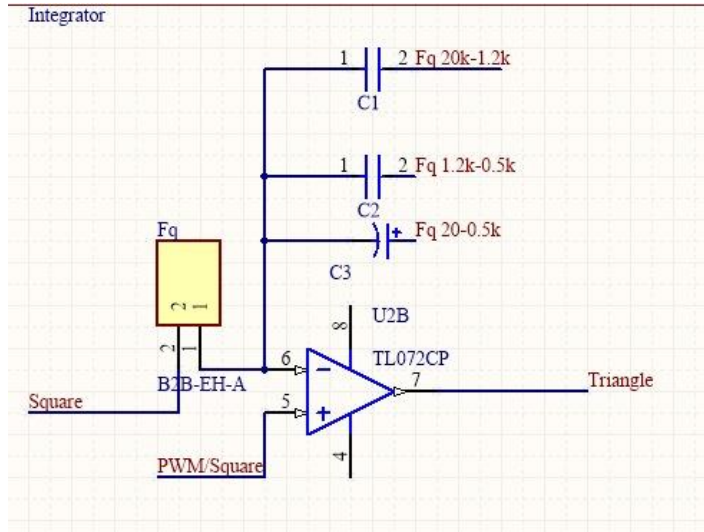 Integrator
1 2 Fq 20k-1.2k
C1
1 2 Fq 1.2k-0.5k
C2
Fq
+ Fq 20-0.5k
C3
2 1
8
U2B
2 1
6 −
TL072CP
B2B-EH-A
7
Triangle
Square
5 +
4
PWM/Square